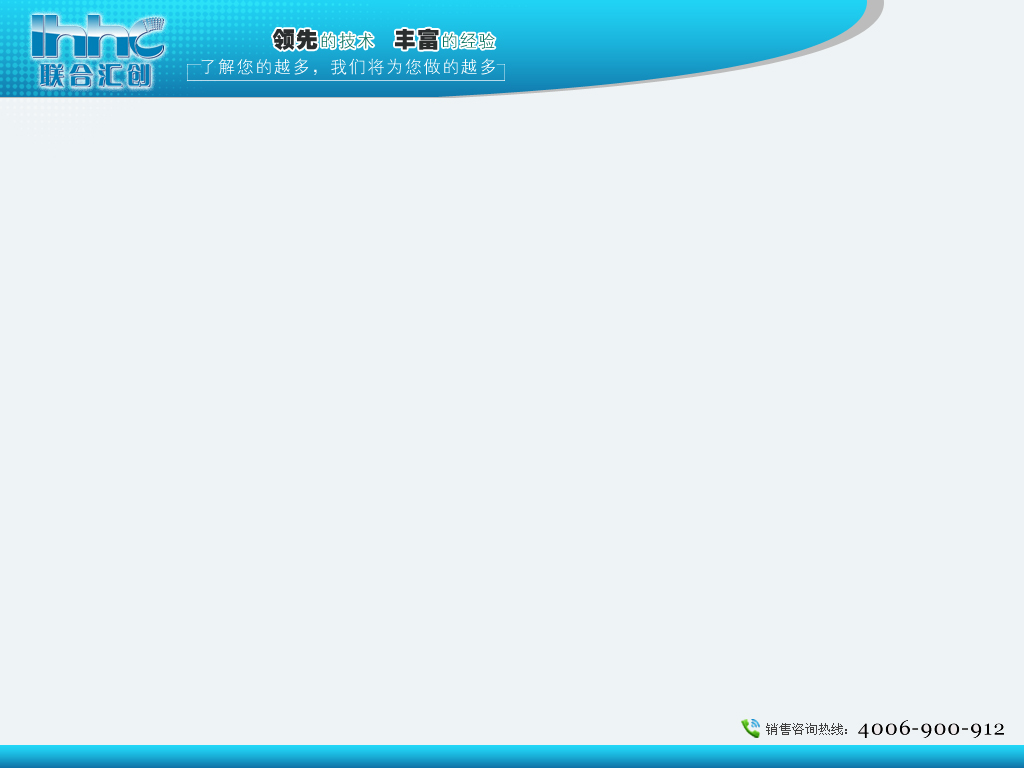 lhhc
联合汇创
领先的技术 丰富的经验
了解您的越多，我们将为您做的越多
销售咨询热线：4006-900-912